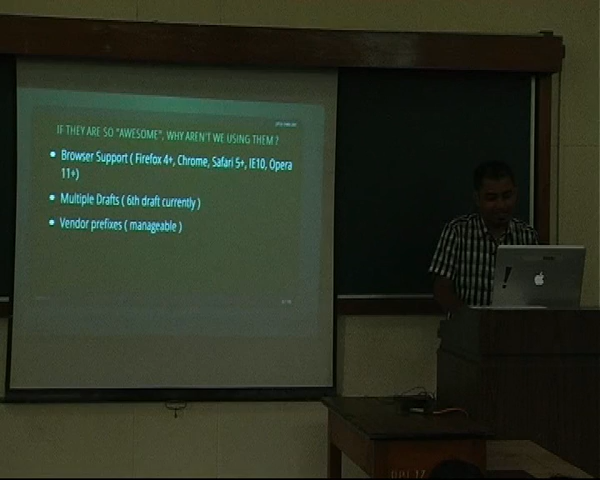 IF THEY ARE SO "AWESOME", WHY AREN'T WE USING THEM ?
Browser Support ( Firefox 4+, Chrome, Safari 5+, IE10, Opera
11+)
Multiple Drafts ( 6th draft currently )
Vendor prefixes ( manageable )